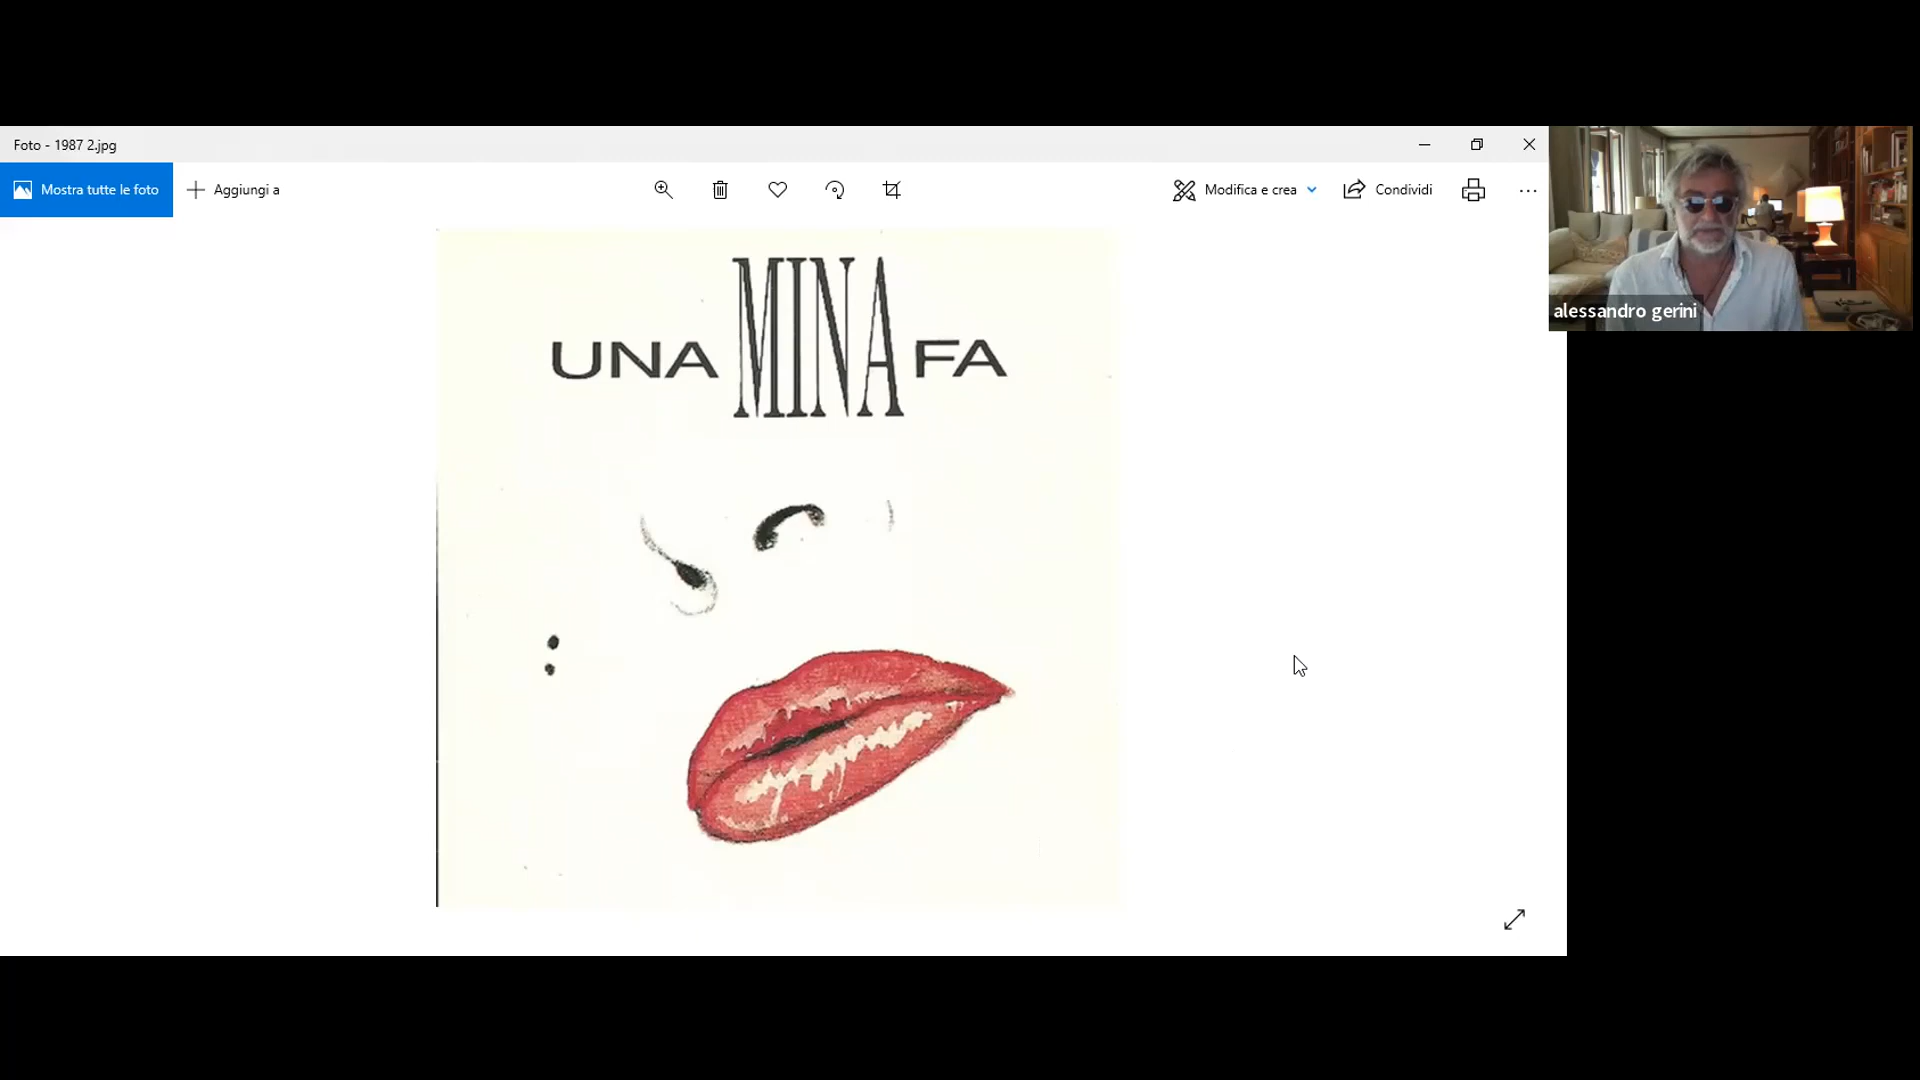 Foto - 1987 2.jpg
Mostra tutte le foto
Aggiungi a
Modifica e crea
Condividi
UNA MINA FA
alessandro gerini